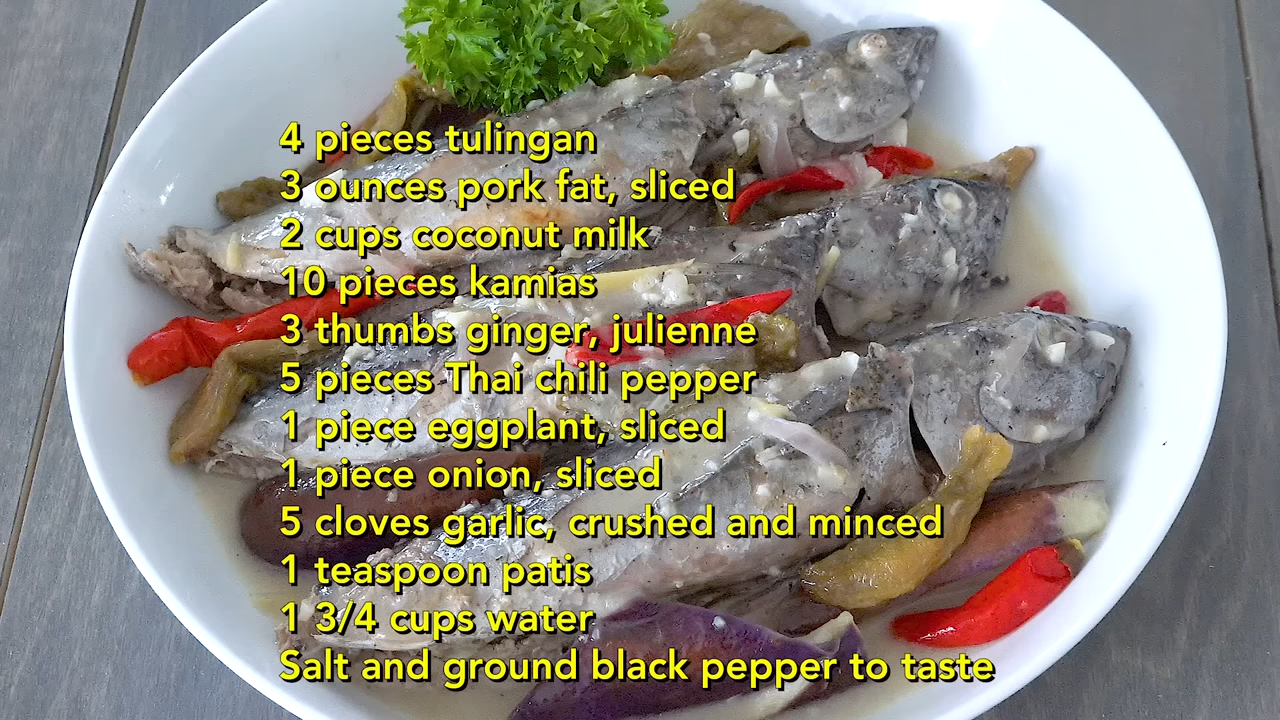 4 pieces tulingan
3 ounces pork fat, sliced
2 cups coconut milk
10 pieces kamias
3 thumbs ginger, julienne
5 pieces Thai chili pepper
1 piece eggplant, sliced
1 piece onion, sliced
5 cloves garlic, crushed and minced
1 teaspoon patis
1 3/4 cups water
Salt and ground black pepper to taste